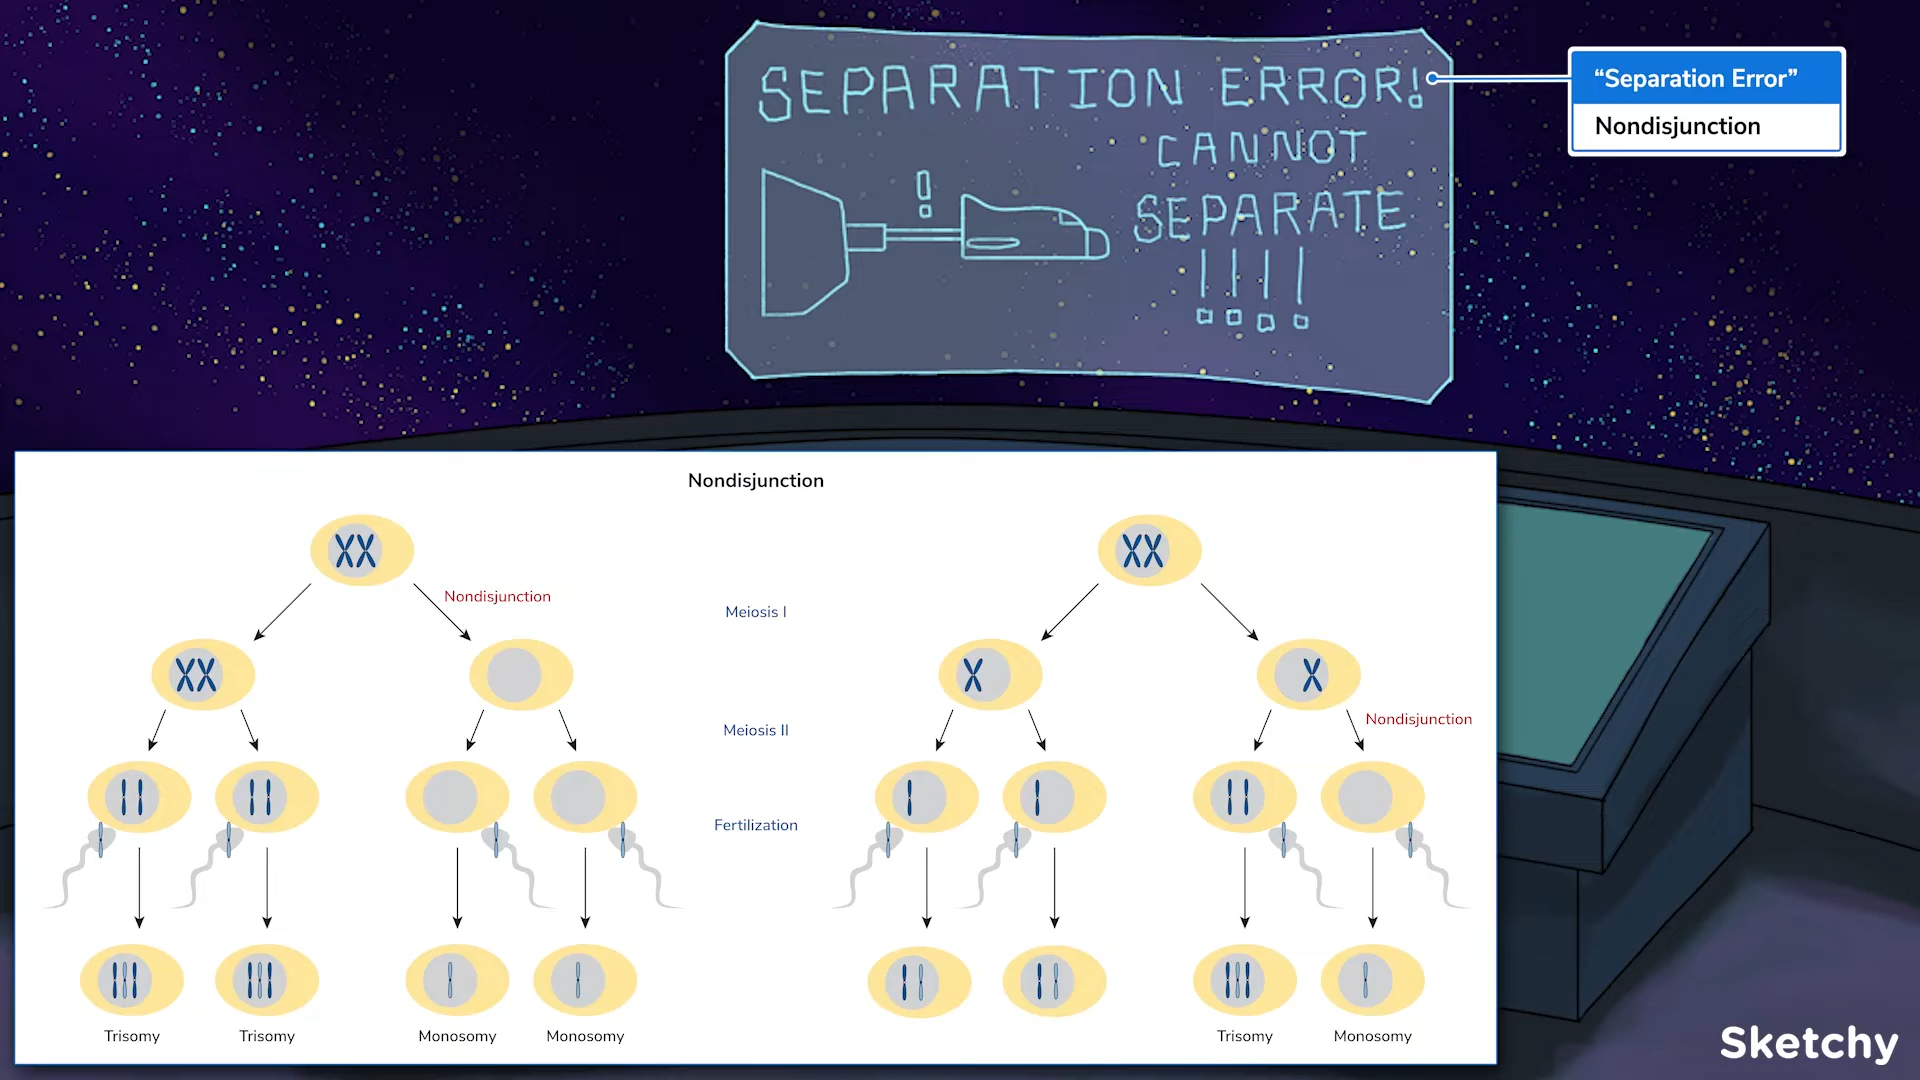 SEPARATION ERROR!
CANNOT
SEPARATE
!
! ! ! !
“Separation Error”
Nondisjunction
Nondisjunction
Nondisjunction
Meiosis I
Meiosis II
Nondisjunction
Fertilization
Trisomy
Trisomy
Monosomy
Monosomy
Trisomy
Monosomy
Sketchy